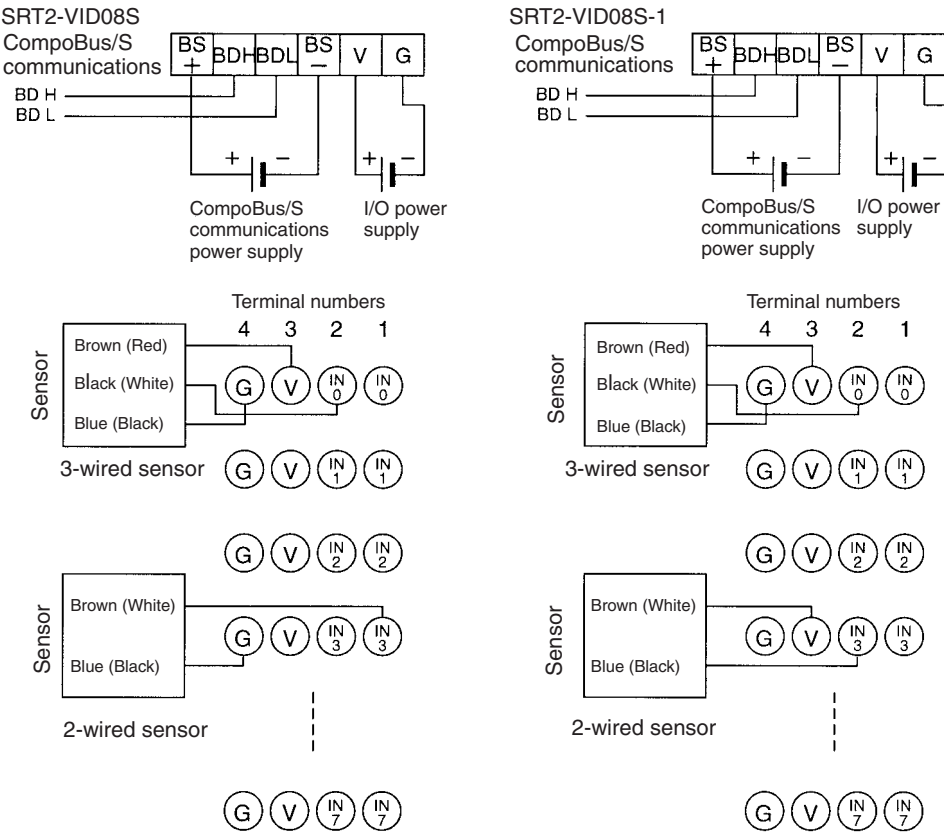 SRT2-VID08S
CompoBus/S
communications
BS
+
BDH
BDL
BS
–
V
G
BD H
BD L
+
–
+
–
CompoBus/S
communications
power supply
I/O power
supply
Terminal numbers
4 3 2 1
Sensor
Brown (Red)
Black (White)
Blue (Black)
G V IN 0 IN 0
3-wired sensor
G V IN 1 IN 1
G V IN 2 IN 2
Sensor
Brown (White)
Blue (Black)
G V IN 3 IN 3
2-wired sensor
G V IN 7 IN 7
SRT2-VID08S-1
CompoBus/S
communications
BS
+
BDH
BDL
BS
–
V
G
BD H
BD L
+
–
+
–
CompoBus/S
communications
power supply
I/O power
supply
Terminal numbers
4 3 2 1
Sensor
Brown (Red)
Black (White)
Blue (Black)
G V IN 0 IN 0
3-wired sensor
G V IN 1 IN 1
G V IN 2 IN 2
Sensor
Brown (White)
Blue (Black)
G V IN 3 IN 3
2-wired sensor
G V IN 7 IN 7